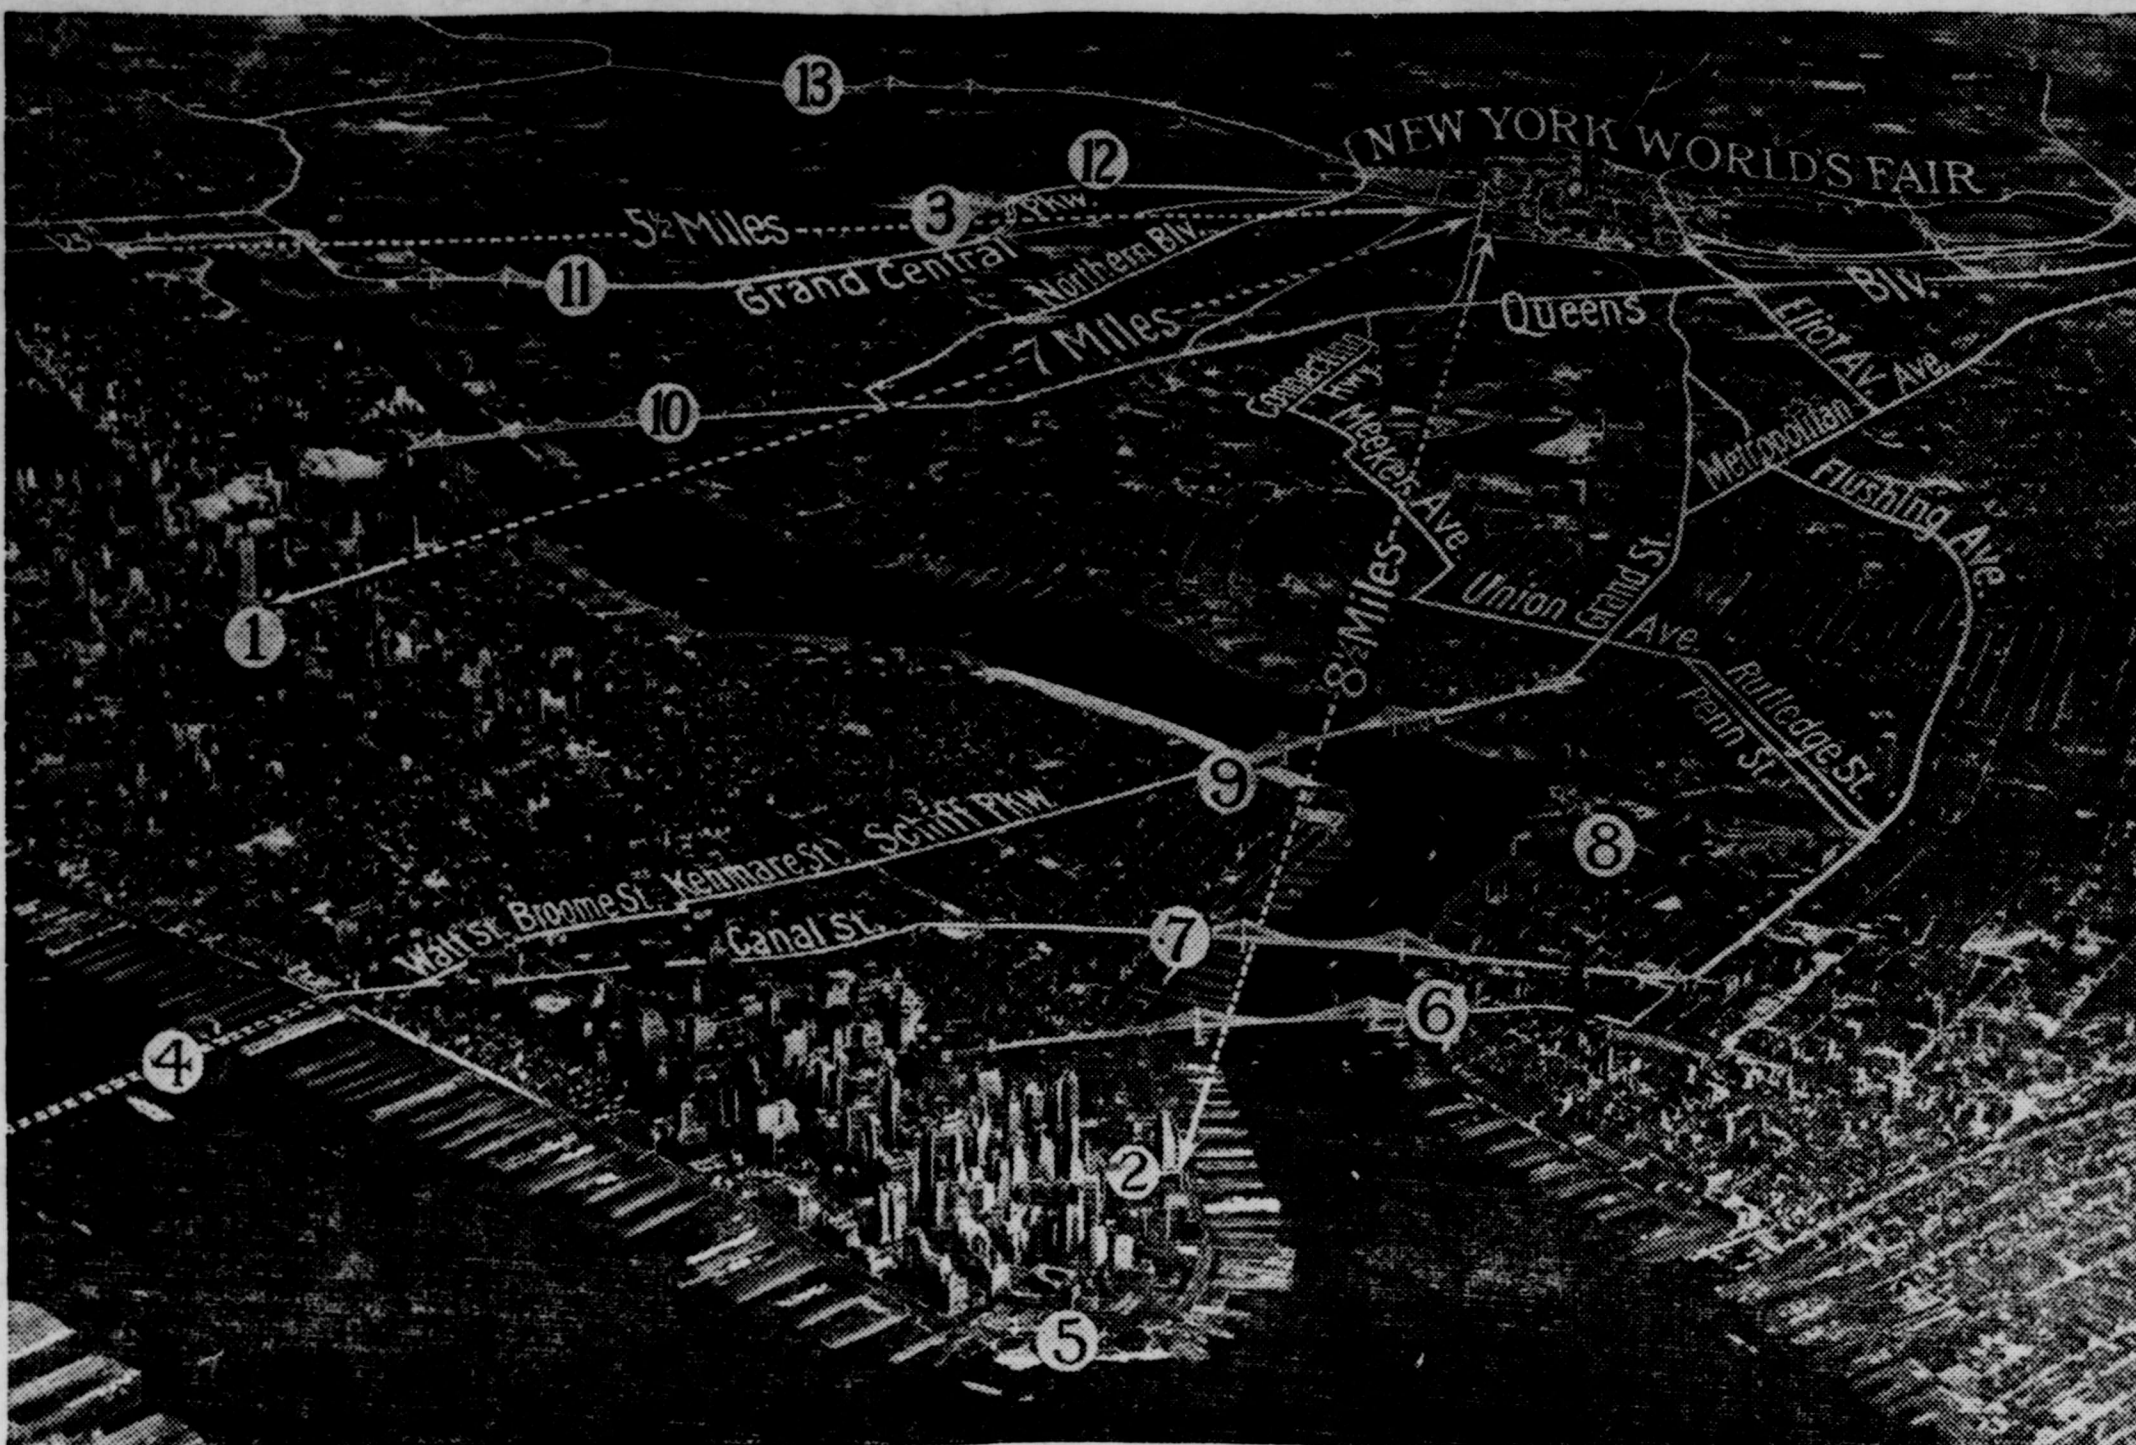 13
NEW YORK WORLD'S FAIR
12
3
Pkw.
5½ Miles
11
Grand Central
Northern Blv.
7 Miles
Queens
Blv.
Eliot Av.
Connection
Hwy.
Meeker Ave.
Metropolitan Ave.
10
Flushing Ave.
8½ Miles
Union Ave.
Grand St.
1
Rutledge St.
Penn St.
9
Schiff Pkw.
8
Kenmare St.
Broome St.
Canal St.
7
6
4
2
5